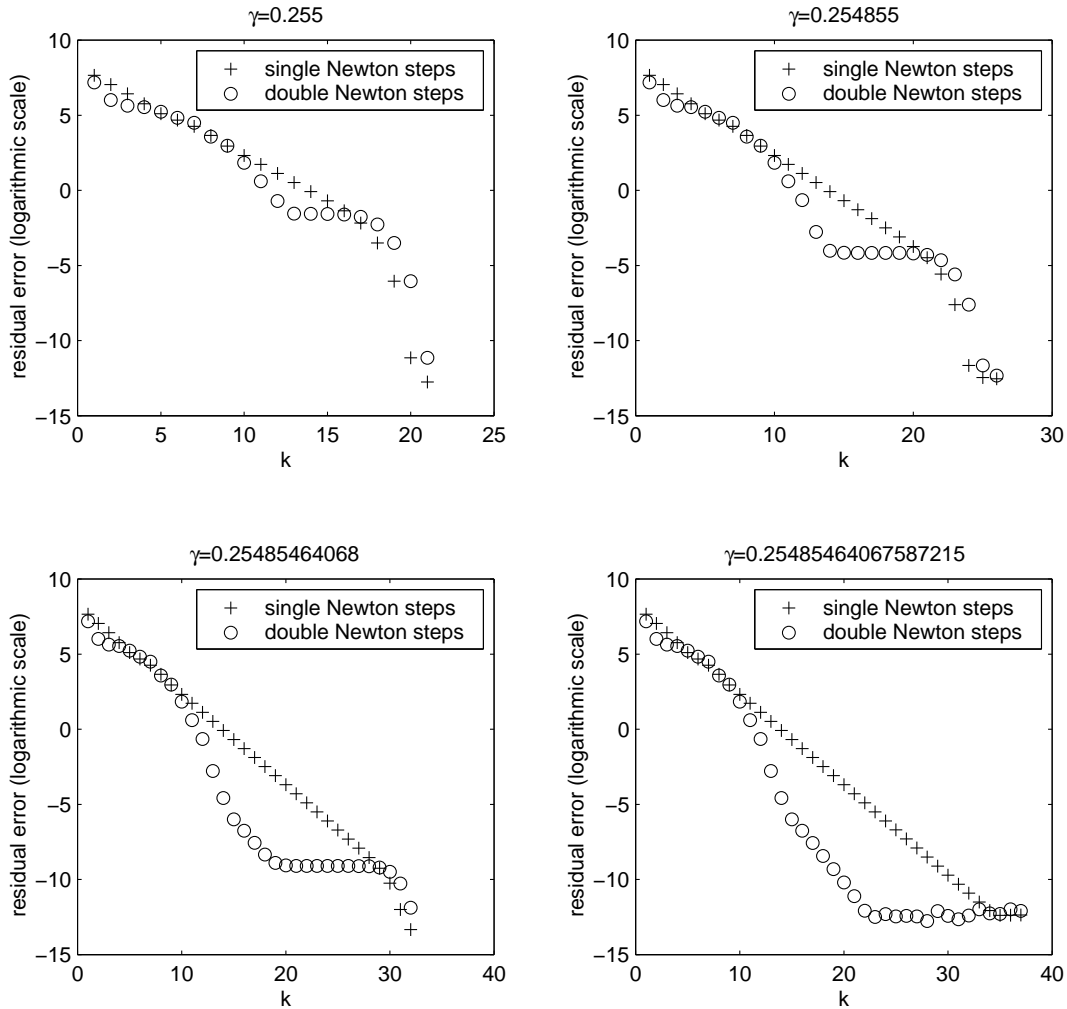 γ=0.255
10
5
0
−5
−10
−15
0
5
10
15
20
25
k
residual error (logarithmic scale)
single Newton steps
double Newton steps
γ=0.254855
10
5
0
−5
−10
−15
0
10
20
30
k
residual error (logarithmic scale)
single Newton steps
double Newton steps
γ=0.25485464068
10
5
0
−5
−10
−15
0
10
20
30
40
k
residual error (logarithmic scale)
single Newton steps
double Newton steps
γ=0.25485464067587215
10
5
0
−5
−10
−15
0
10
20
30
40
k
residual error (logarithmic scale)
single Newton steps
double Newton steps